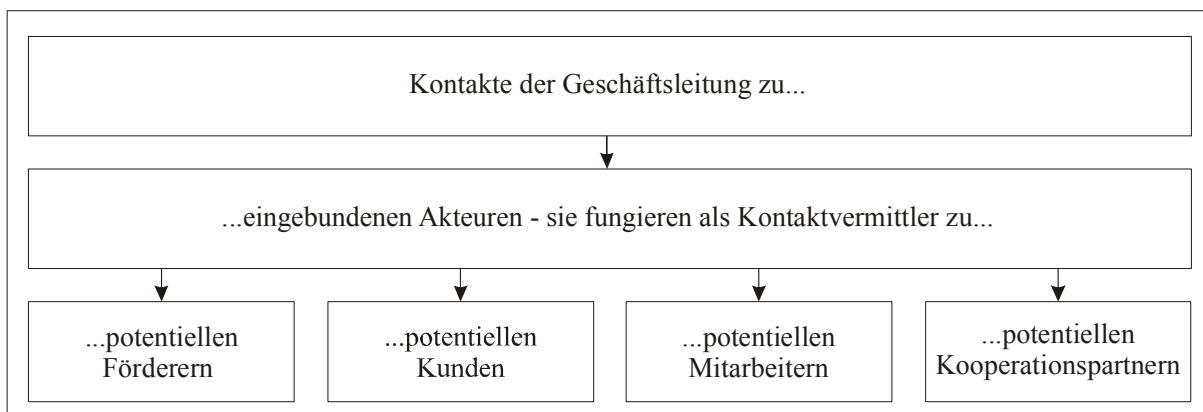 Kontakte der Geschäftsleitung zu...
...eingebundenen Akteuren - sie fungieren als Kontaktvermittler zu...
...potentiellen
Förderern
...potentiellen
Kunden
...potentiellen
Mitarbeitern
...potentiellen
Kooperationspartnern